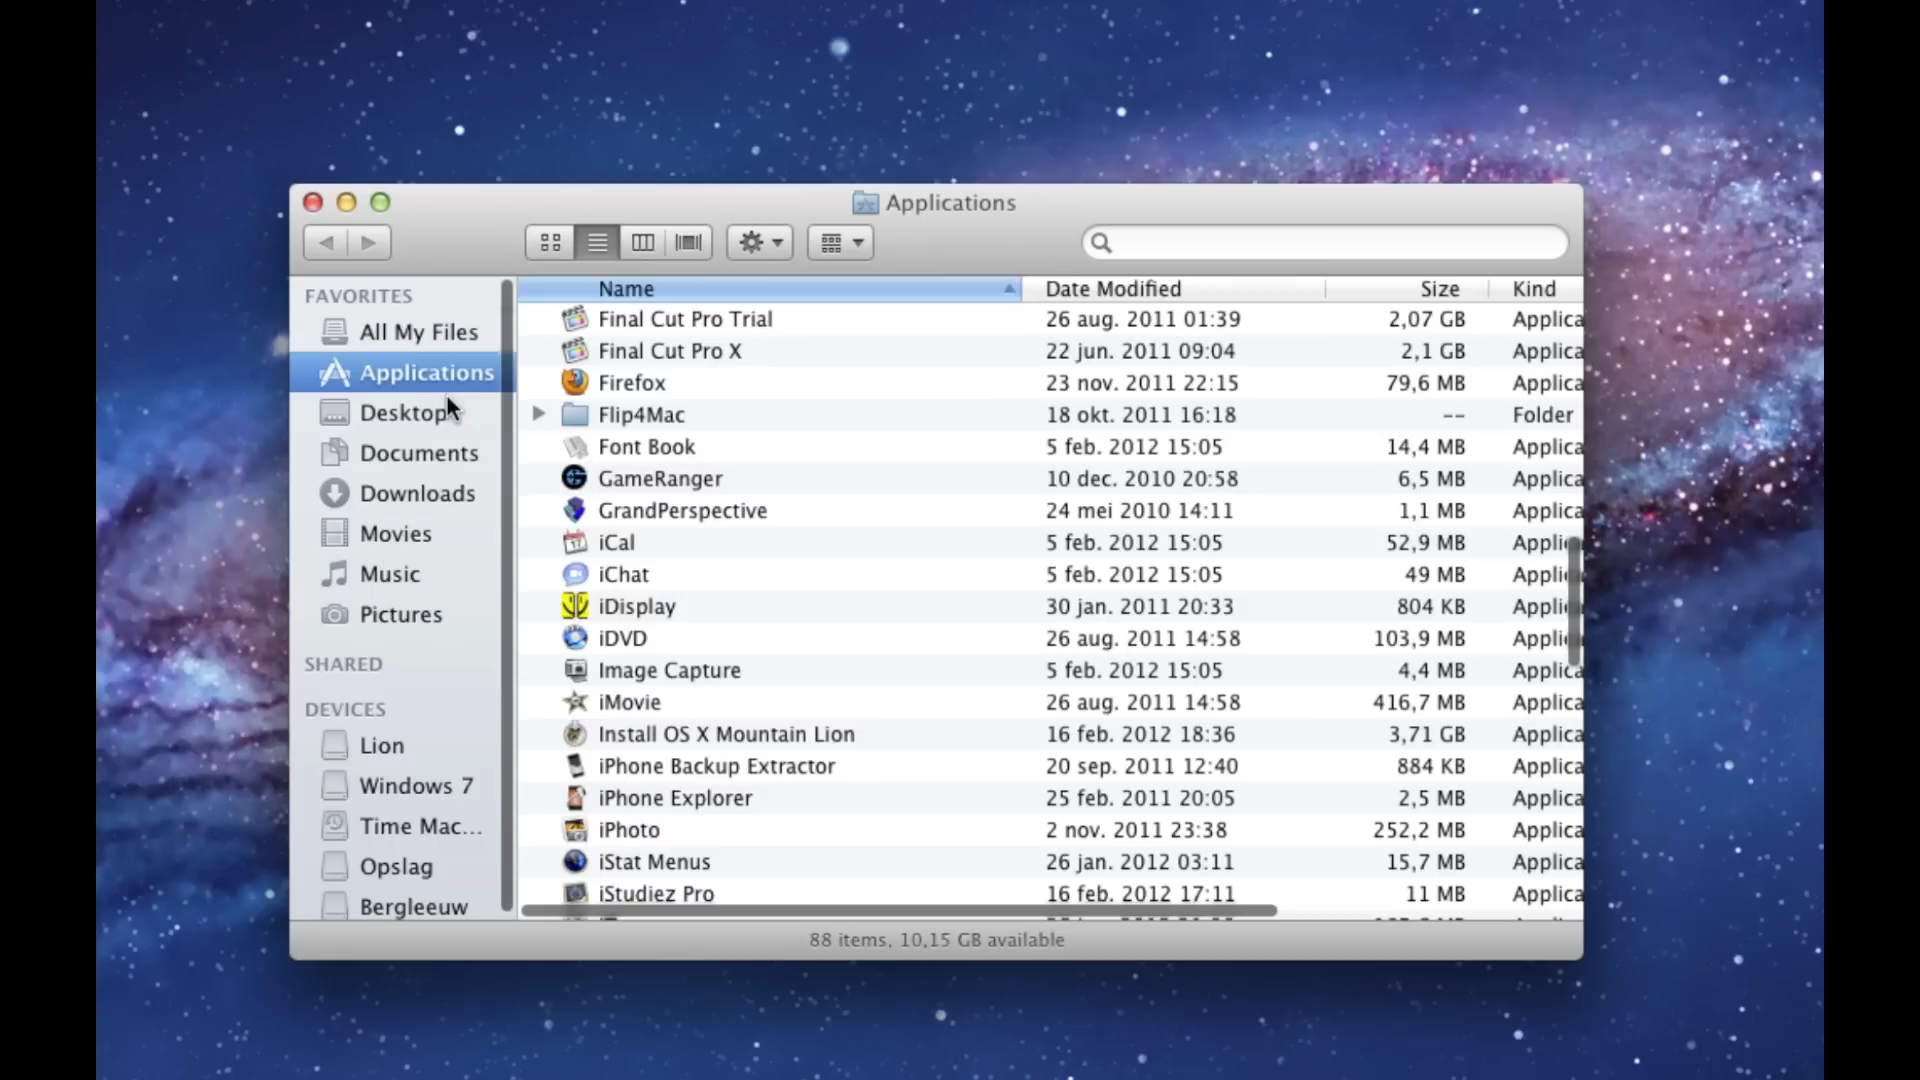 Applications
Name Date Modified Size Kind
FAVORITES
All My Files
Applications
Desktop
Documents
Downloads
Movies
Music
Pictures
SHARED
DEVICES
Lion
Windows 7
Time Mac...
Opslag
Bergleeuw
Final Cut Pro Trial 26 aug. 2011 01:39 2,07 GB Applica
Final Cut Pro X 22 jun. 2011 09:04 2,1 GB Applica
Firefox 23 nov. 2011 22:15 79,6 MB Applica
Flip4Mac 18 okt. 2011 16:18 -- Folder
Font Book 5 feb. 2012 15:05 14,4 MB Applica
GameRanger 10 dec. 2010 20:58 6,5 MB Applica
GrandPerspective 24 mei 2010 14:11 1,1 MB Applica
iCal 5 feb. 2012 15:05 52,9 MB Appli
iChat 5 feb. 2012 15:05 49 MB Appli
iDisplay 30 jan. 2011 20:33 804 KB Appli
iDVD 26 aug. 2011 14:58 103,9 MB Appli
Image Capture 5 feb. 2012 15:05 4,4 MB Applica
iMovie 26 aug. 2011 14:58 416,7 MB Applica
Install OS X Mountain Lion 16 feb. 2012 18:36 3,71 GB Applica
iPhone Backup Extractor 20 sep. 2011 12:40 884 KB Applica
iPhone Explorer 25 feb. 2011 20:05 2,5 MB Applica
iPhoto 2 nov. 2011 23:38 252,2 MB Applica
iStat Menus 26 jan. 2012 03:11 15,7 MB Applica
iStudiez Pro 16 feb. 2012 17:11 11 MB Applica
88 items, 10,15 GB available